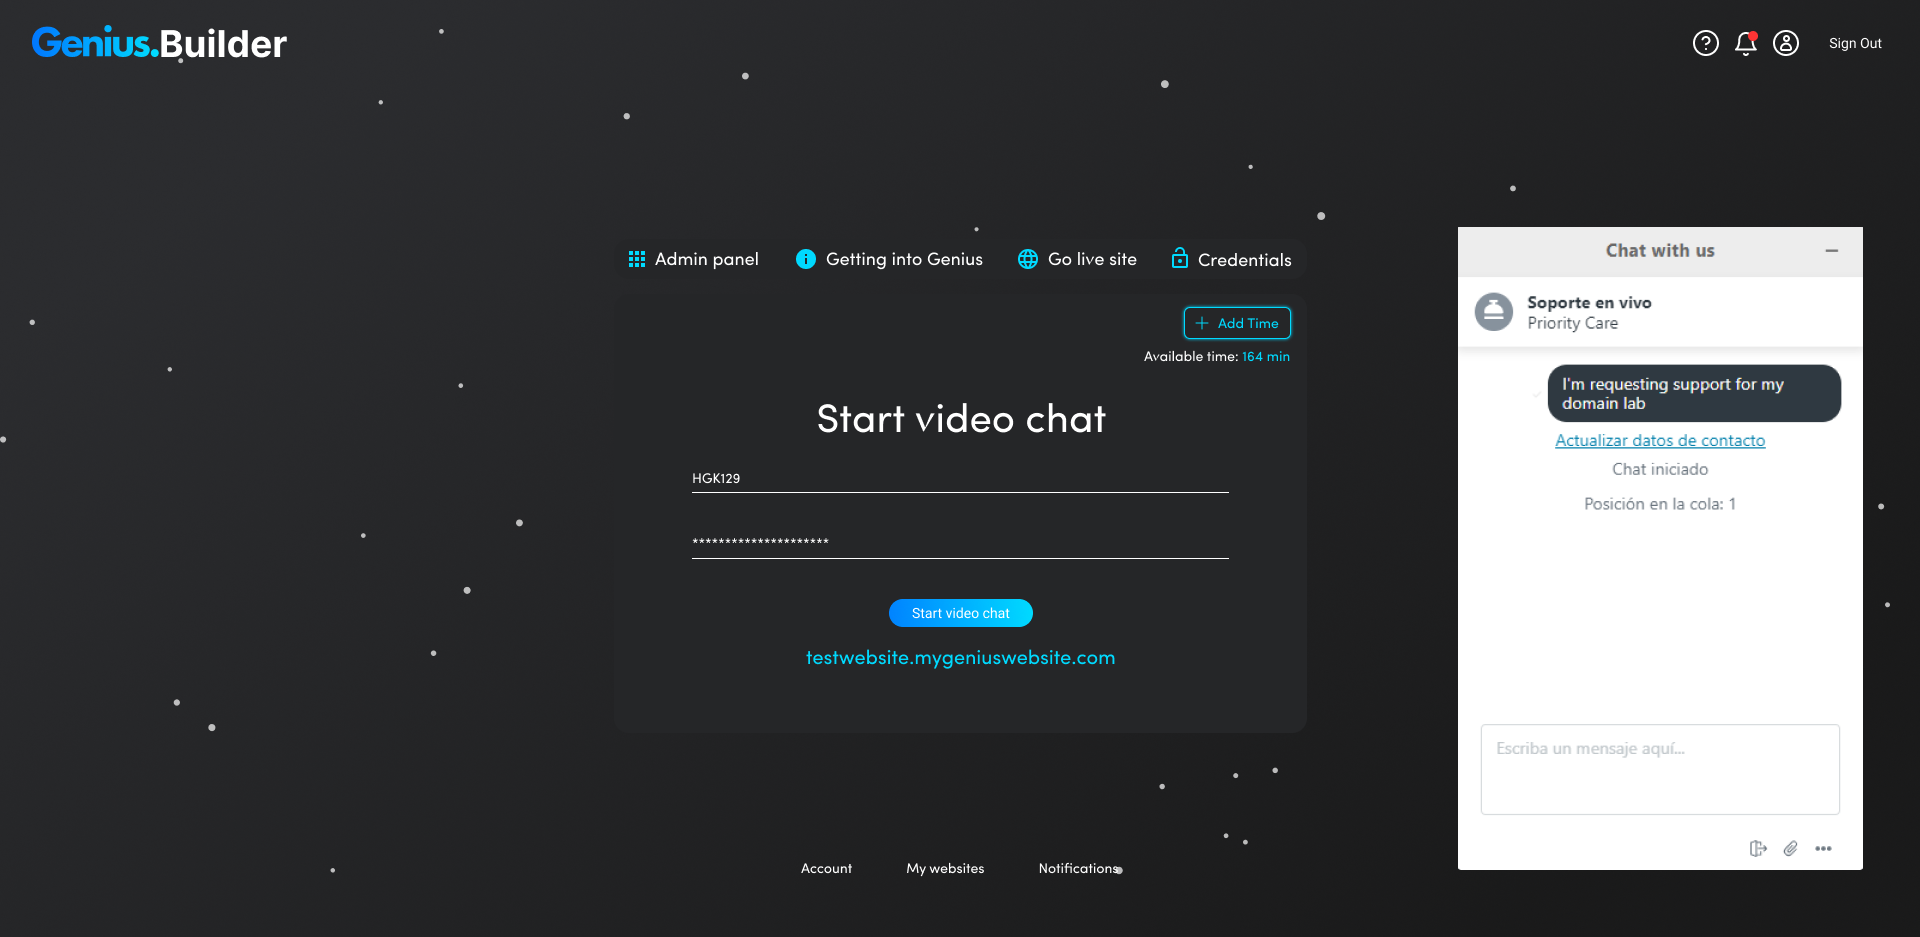 Genius.Builder
Sign Out
Admin panel
Getting into Genius
Go live site
Credentials
+ Add Time
Available time: 164 min
Start video chat
HGK129
*********************
Start video chat
testwebsite.mygeniuswebsite.com
Account
My websites
Notifications
Chat with us
Soporte en vivo
Priority Care
I'm requesting support for my
domain lab
Actualizar datos de contacto
Chat iniciado
Posición en la cola: 1
Escriba un mensaje aquí...